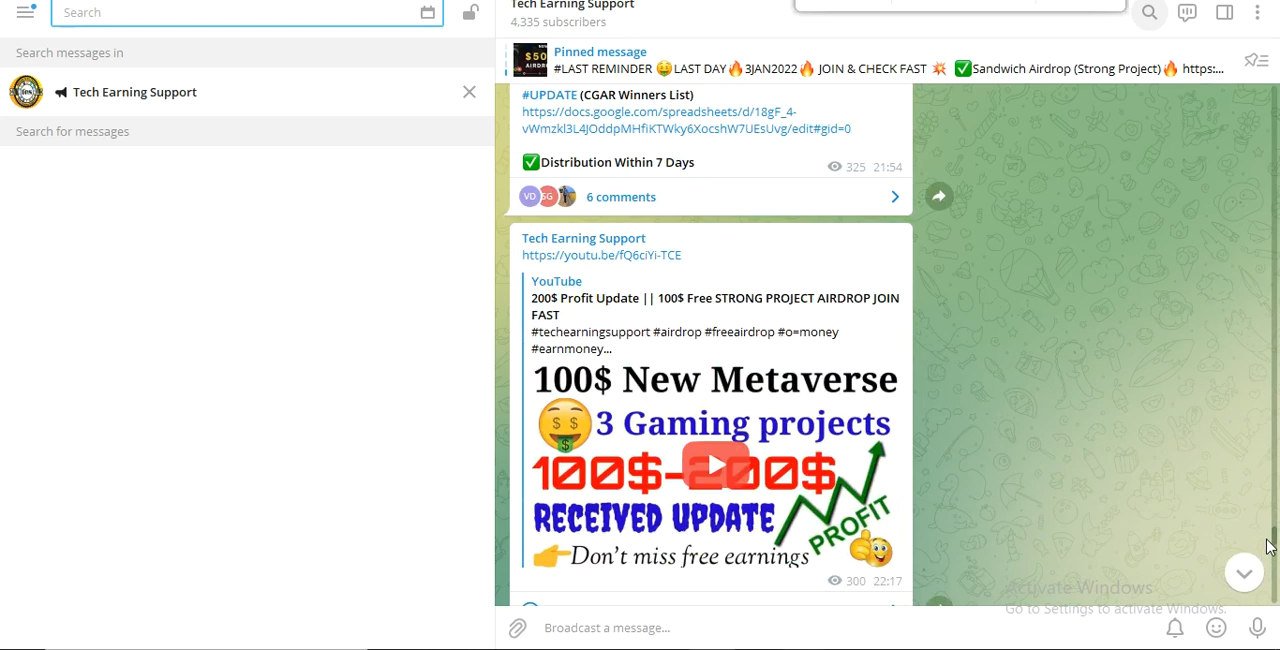 Search
Search messages in
Tech Earning Support
Search for messages
Tech Earning Support
4,335 subscribers
Pinned message
#LAST REMINDER 🤑LAST DAY🔥3JAN2022🔥 JOIN & CHECK FAST 💥 ✅Sandwich Airdrop (Strong Project)🔥 https:...
#UPDATE (CGAR Winners List)
https://docs.google.com/spreadsheets/d/18gF_4-
vWmzkl3L4JOddpMHfiKTWky6XocshW7UEsUvg/edit#gid=0
✅Distribution Within 7 Days
325 21:54
VD SG 6 comments
Tech Earning Support
https://youtu.be/fQ6ciYi-TCE
YouTube
200$ Profit Update || 100$ Free STRONG PROJECT AIRDROP JOIN
FAST
#techearningsupport #airdrop #freeairdrop #o=money
#earnmoney...
100$ New Metaverse
3 Gaming projects
100$-200$
RECEIVED UPDATE
PROFIT
👉Don't miss free earnings
300 22:17
Activate Windows
Go to Settings to activate Windows.
Broadcast a message...